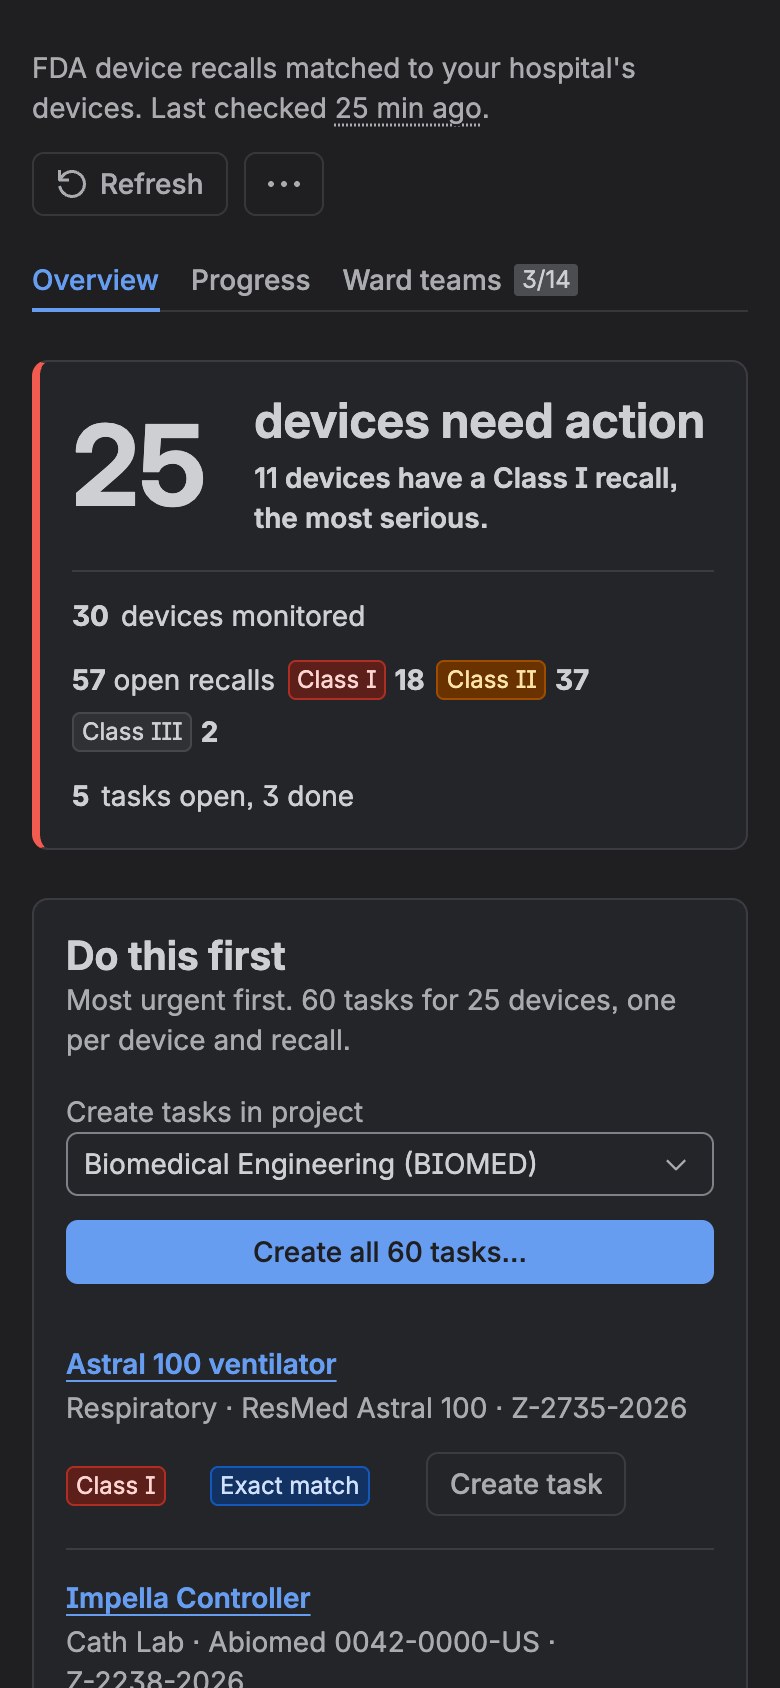 FDA device recalls matched to your hospital's
devices. Last checked 25 min ago.
Refresh ...
Overview Progress Ward teams 3/14
25 devices need action
11 devices have a Class I recall,
the most serious.
30 devices monitored
57 open recalls Class I 18 Class II 37
Class III 2
5 tasks open, 3 done
Do this first
Most urgent first. 60 tasks for 25 devices, one
per device and recall.
Create tasks in project
Biomedical Engineering (BIOMED)
Create all 60 tasks...
Astral 100 ventilator
Respiratory · ResMed Astral 100 · Z-2735-2026
Class I Exact match Create task
Impella Controller
Cath Lab · Abiomed 0042-0000-US ·
Z-2238-2026